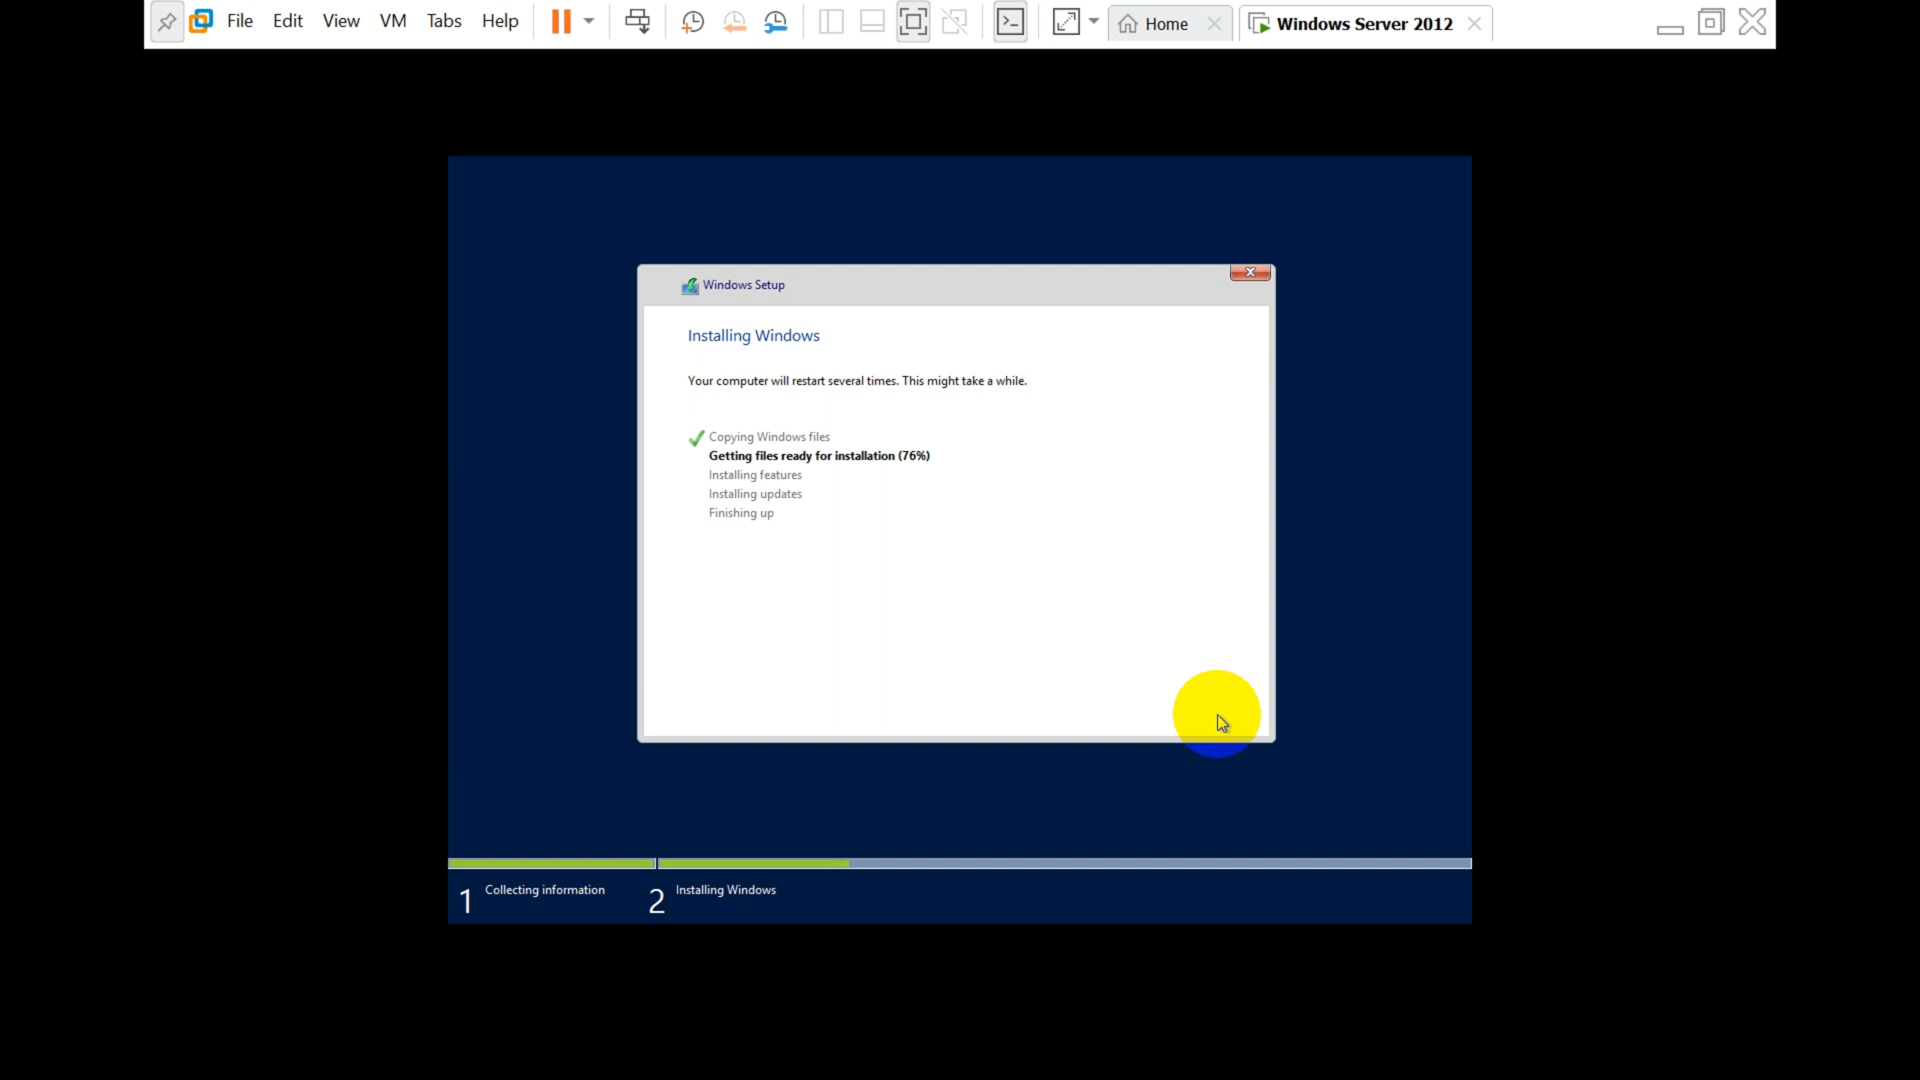 File Edit View VM Tabs Help Home Windows Server 2012
Windows Setup
Installing Windows
Your computer will restart several times. This might take a while.
Copying Windows files
Getting files ready for installation (76%)
Installing features
Installing updates
Finishing up
1 Collecting information 2 Installing Windows